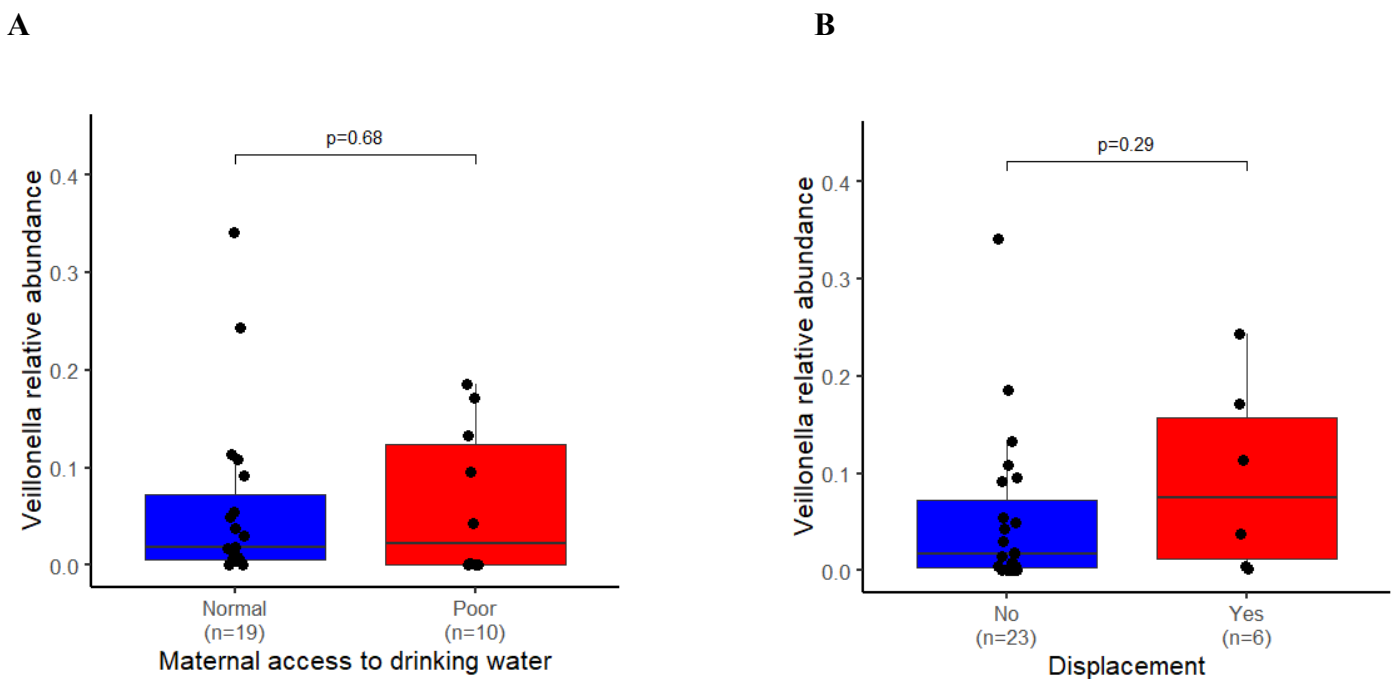 A
B
p=0.68
p=0.29
Veillonella relative abundance
0.4
0.3
0.2
0.1
0.0
Normal
(n=19)
Poor
(n=10)
Maternal access to drinking water
Veillonella relative abundance
0.4
0.3
0.2
0.1
0.0
No
(n=23)
Yes
(n=6)
Displacement